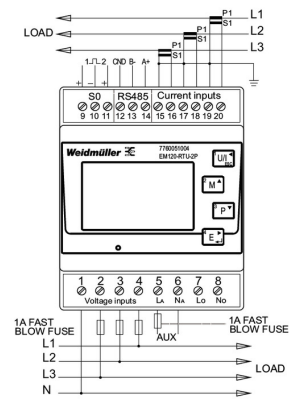 P1
L1
S1
LOAD
P1
L2
S1
P1
L3
S1
1 2 GND B- A+
+ - +
S0 RS485 Current inputs
9 10 11 12 13 14 15 16 17 18 19 20
Weidmüller
7760051004
EM120-RTU-2P
U/I
ESC
M
P
E
1 2 3 4 5 6 7 8
Voltage inputs LA NA Lo No
1A FAST
BLOW FUSE
1A FAST
BLOW FUSE
AUX
L1
L2
L3
LOAD
N